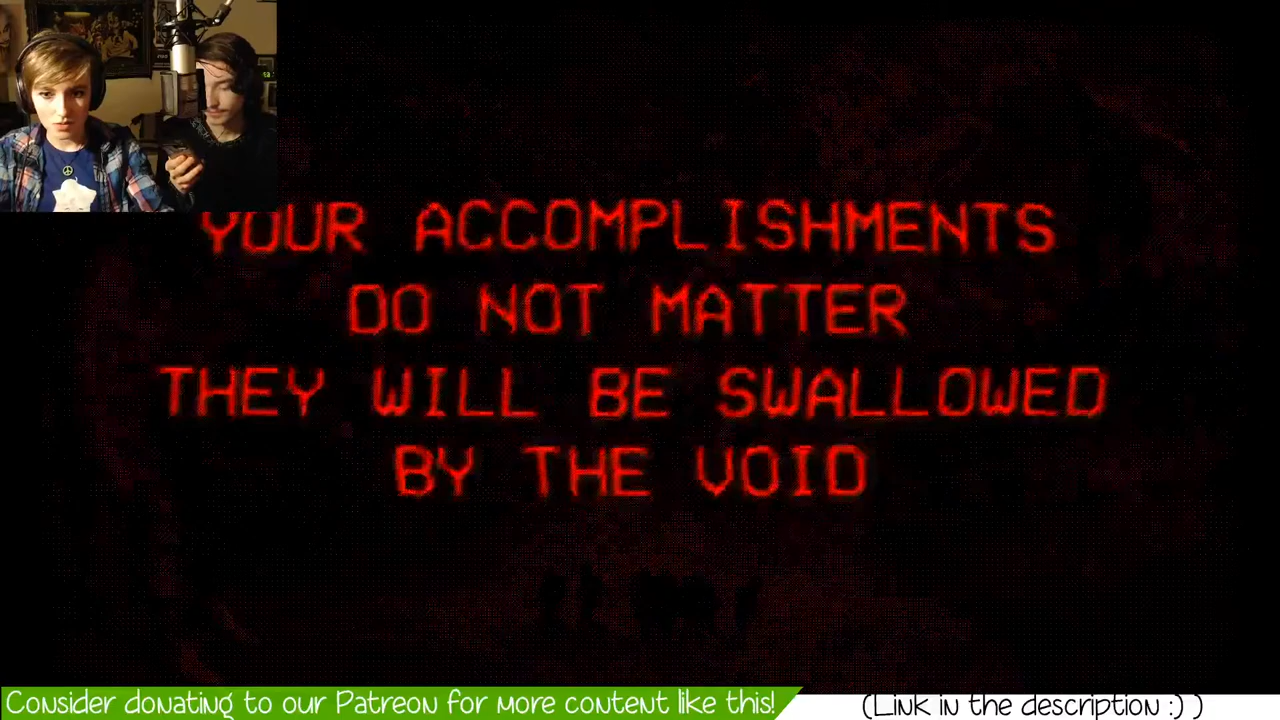 YOUR ACCOMPLISHMENTS
DO NOT MATTER
THEY WILL BE SWALLOWED
BY THE VOID
Consider donating to our Patreon for more content like this!
(Link in the description :) )